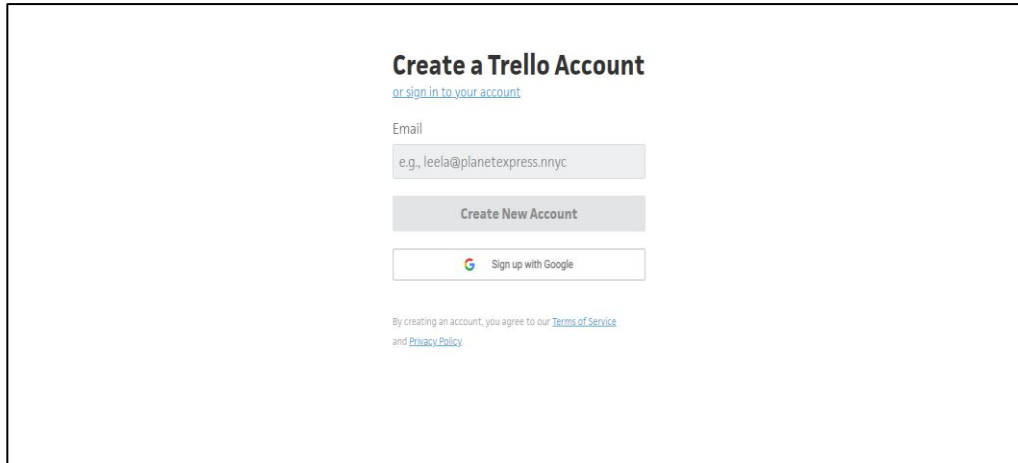 Create a Trello Account
or sign in to your account
Email
e.g., leela@planetexpress.nnyc
Create New Account
Sign up with Google
By creating an account, you agree to our Terms of Service
and Privacy Policy.